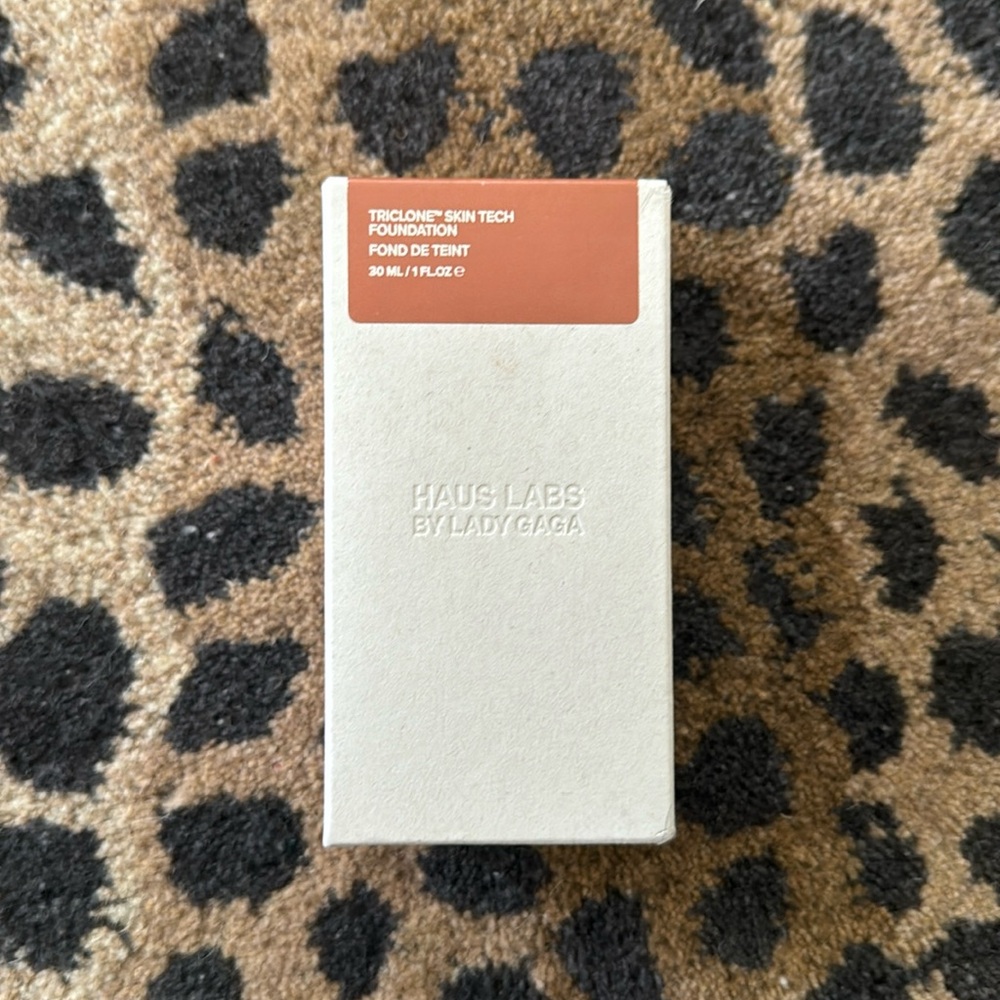 TRICLONE™ SKIN TECH
FOUNDATION
FOND DE TEINT
30 ML / 1 FL.OZ ℮
HAUS LABS
BY LADY GAGA